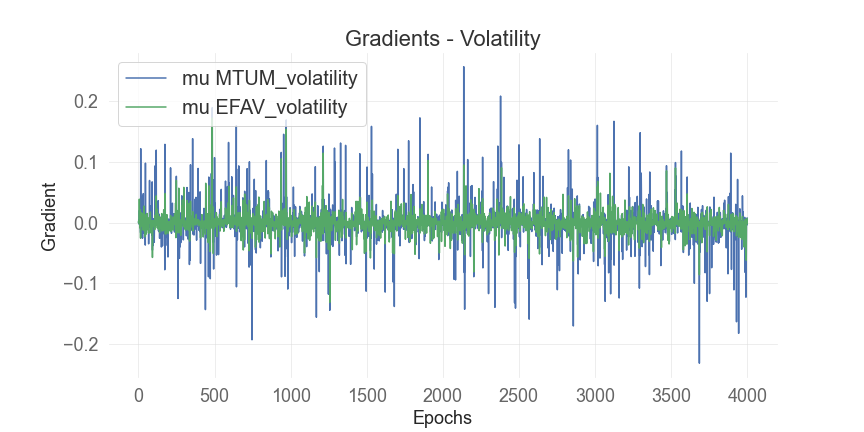 Gradients - Volatility
mu MTUM_volatility
mu EFAV_volatility
Gradient
0.2
0.1
0.0
−0.1
−0.2
0 500 1000 1500 2000 2500 3000 3500 4000
Epochs